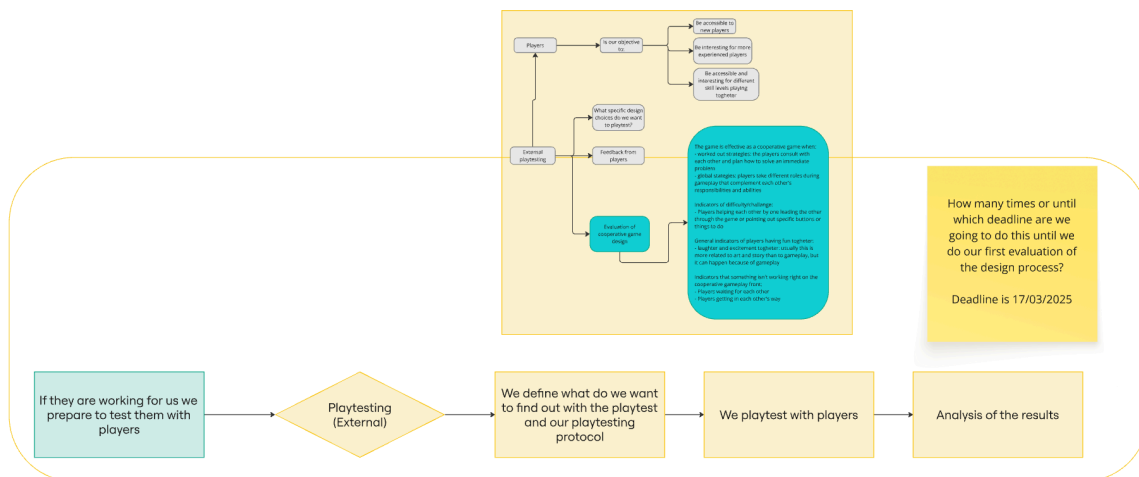 Be accessible to
new players
Players
Is our objective
to:
Be interesting for more
experienced players
Be accessible and
interesting for different
skill levels playing
togheter
What specific design
choices do we want
to playtest?
External
playtesting
Feedback from
players
Evaluation of
cooperative game
design
The game is effective as a cooperative game when:
- worked out strategies: the players consult with
each other and plan how to solve an immediate
problem
- global strategies: players take different rules during
gameplay that complement each other's
responsibilities and abilities
Indicators of difficulty/challenge:
- Players helping each other by one leading the other
through the game or pointing out specific buttons or
things to do
General indicators of players having fun togheter:
- laughter and excitement togheter: usually this is
more related to art and story than to gameplay, but
it can happen because of gameplay
Indicators that something isn't working right on the
cooperative gameplay front:
- Players waiting for each other
- Players getting in each other's way
How many times or until
which deadline are we
going to do this until we
do our first evaluation of
the design process?
Deadline is 17/03/2025
If they are working for us we
prepare to test them with
players
Playtesting
(External)
We define what do we want
to find out with the playtest
and our playtesting
protocol
We playtest with players
Analysis of the results